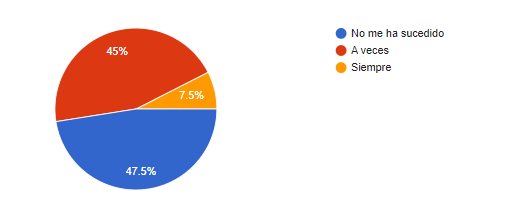 45%
7.5%
47.5%
No me ha sucedido
A veces
Siempre